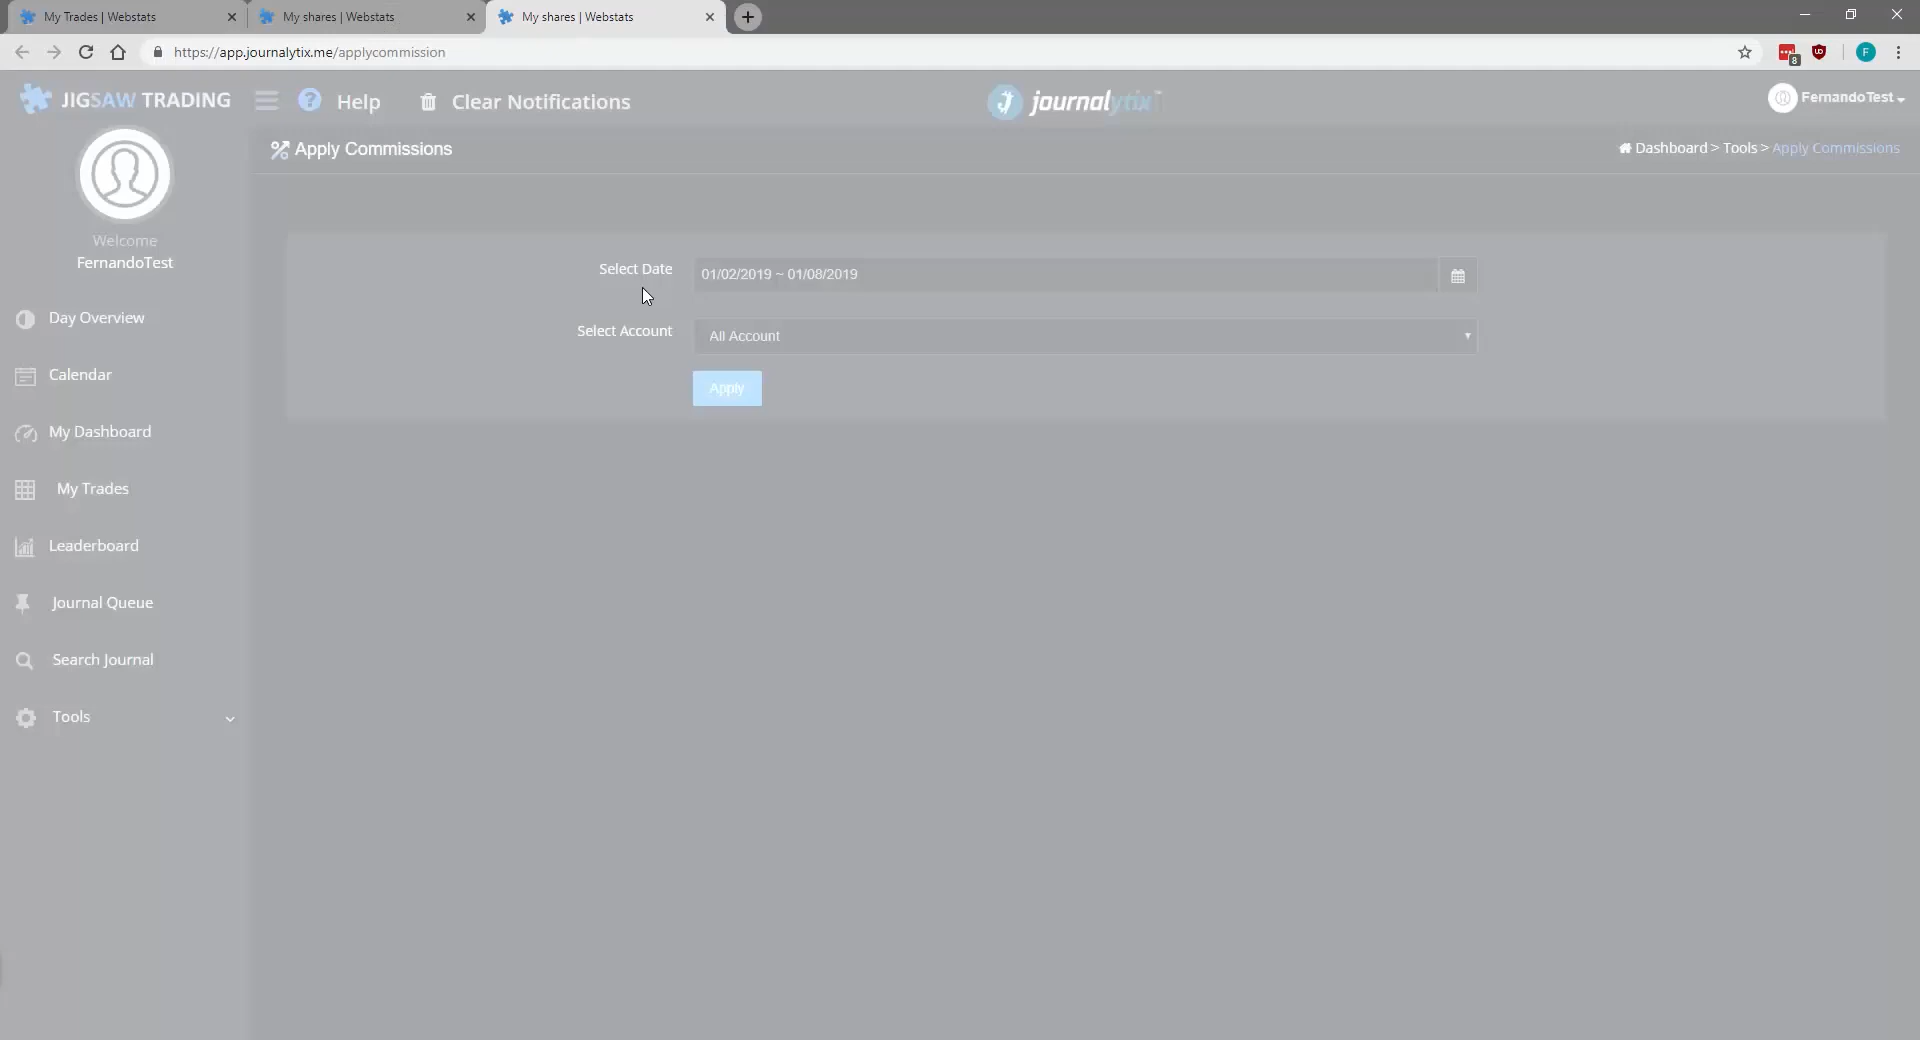 My Trades | Webstats
My shares | Webstats
My shares | Webstats
https://app.journalytix.me/applycommission
8
F
JIGSAW TRADING
Help
Clear Notifications
journalytix™
FernandoTest
Apply Commissions
Dashboard > Tools > Apply Commissions
Welcome
FernandoTest
Select Date
01/02/2019 ~ 01/08/2019
Select Account
All Account
Apply
Day Overview
Calendar
My Dashboard
My Trades
Leaderboard
Journal Queue
Search Journal
Tools